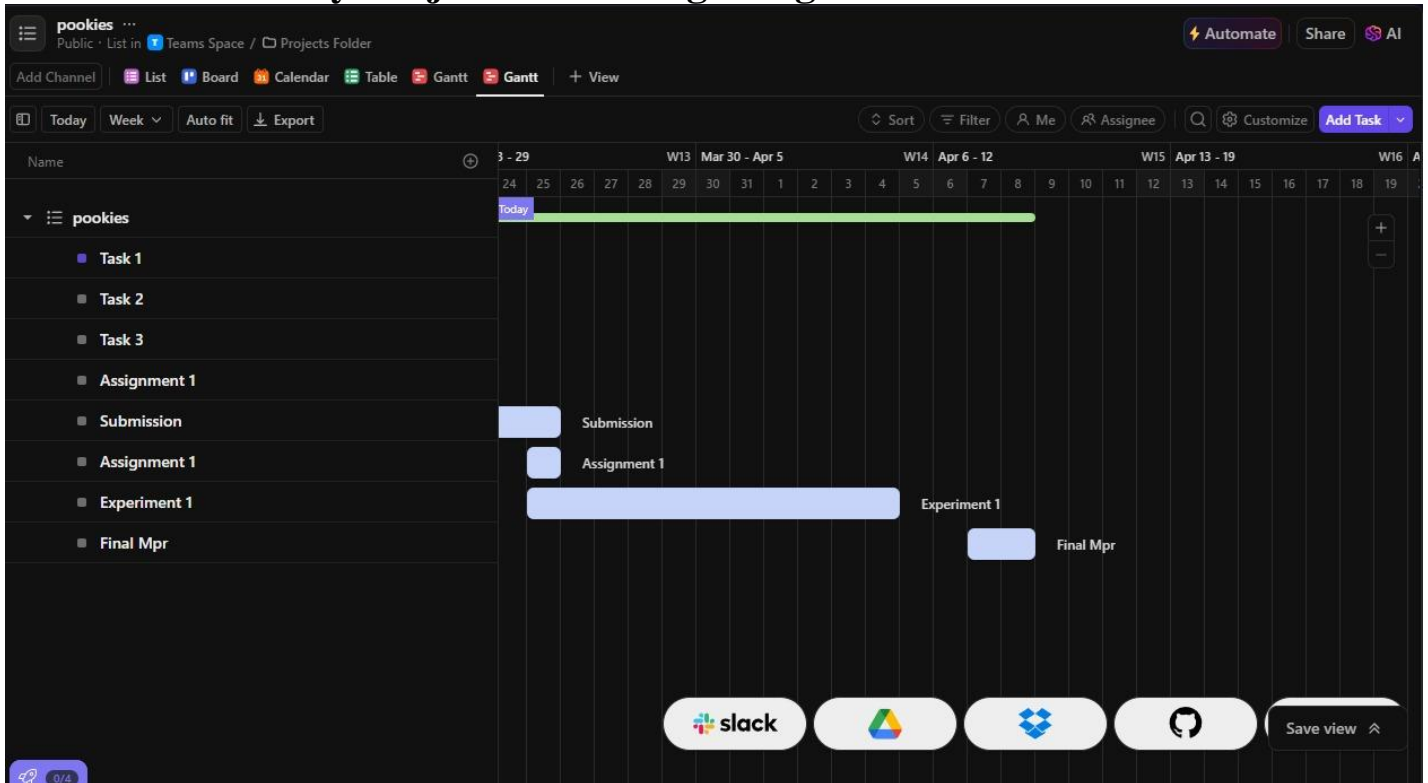 pookies ...
Public · List in T Teams Space / Projects Folder
Automate Share AI
Add Channel List Board Calendar Table Gantt Gantt + View
Today Week Auto fit Export
Sort Filter Me Assignee Customize Add Task
Name
3 - 29 W13 Mar 30 - Apr 5 W14 Apr 6 - 12 W15 Apr 13 - 19 W16 A
24 25 26 27 28 29 30 31 1 2 3 4 5 6 7 8 9 10 11 12 13 14 15 16 17 18 19
Today
pookies
+
Task 1
−
Task 2
Task 3
Assignment 1
Submission Submission
Assignment 1 Assignment 1
Experiment 1 Experiment 1
Final Mpr Final Mpr
slack
Save view
0/4